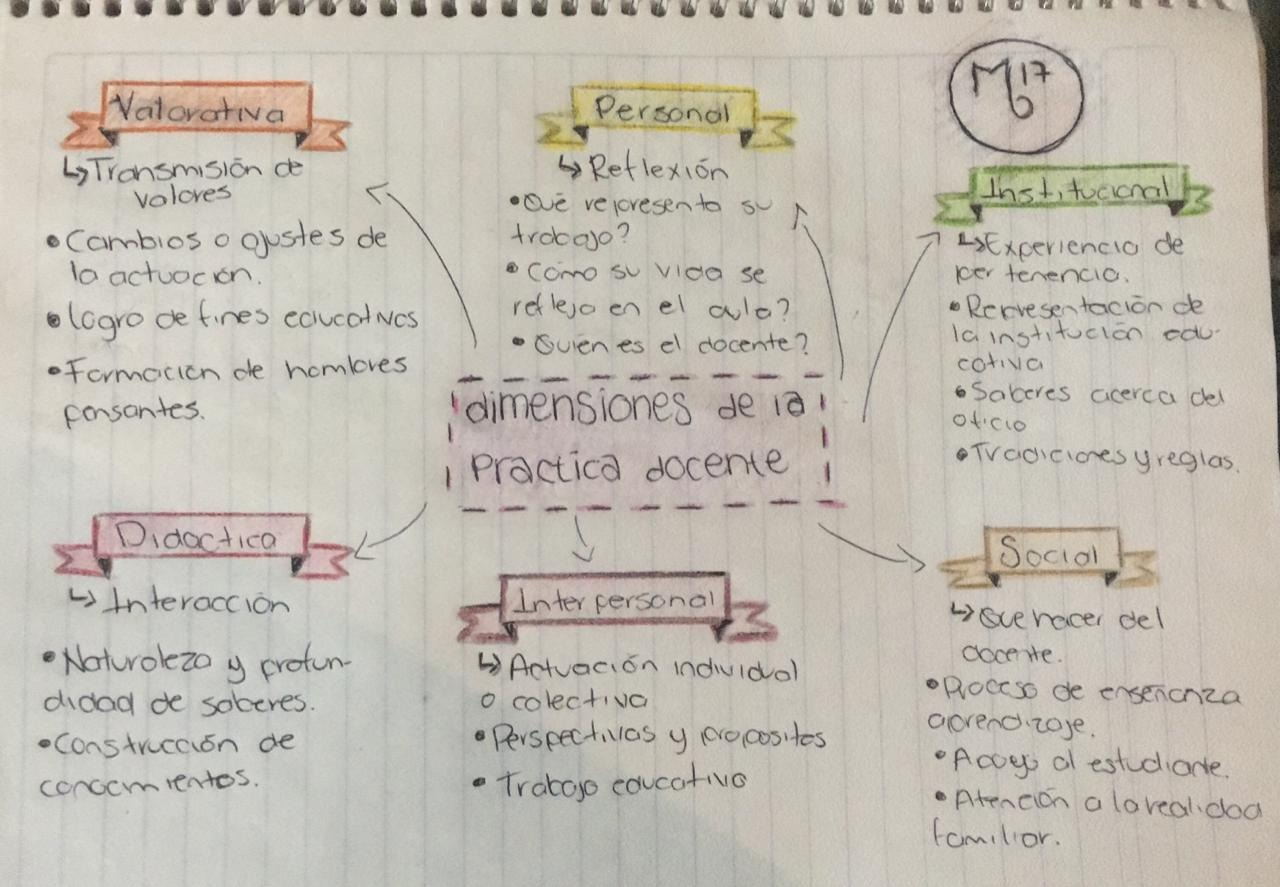 Valorativa
↳Transmisión de
valores
•Cambios o ajustes de
la actuación.
•logro de fines educativos
•Formación de hombres
pensantes.
Personal
↳Reflexión
•Qué representa su
trabajo?
•Cómo su vida se
refleja en el aula?
•Quién es el docente?
M17
Institucional
↳Experiencia de
pertenencia.
•Representación de
la institución edu-
cativa
•Saberes acerca del
oficio
•Tradiciones y reglas.
dimensiones de la
Practica docente
Didactica
↳Interacción
•Naturaleza y profun-
didad de saberes.
•Construcción de
conocimientos.
Interpersonal
↳Actuación individual
o colectiva
•Perspectivas y propositos
•Trabajo educativo
Social
↳Que hacer del
docente.
•Proceso de enseñanza
aprendizaje.
•Apoyo al estudiante.
•Atención a la realidad
familiar.